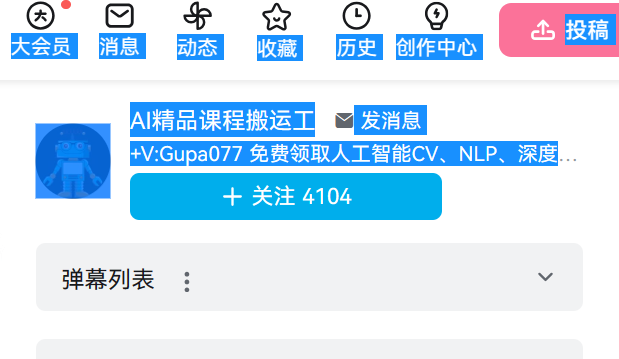 大会员 消息 动态 收藏 历史 创作中心 投稿
AI精品课程搬运工 发消息
+V:Gupa077 免费领取人工智能CV、NLP、深度...
+ 关注 4104
弹幕列表